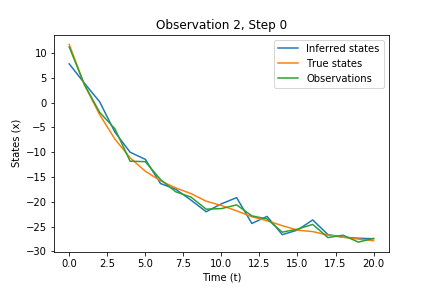 Observation 2, Step 0
Inferred states
True states
Observations
States (x)
10
5
0
−5
−10
−15
−20
−25
−30
0.0 2.5 5.0 7.5 10.0 12.5 15.0 17.5 20.0
Time (t)